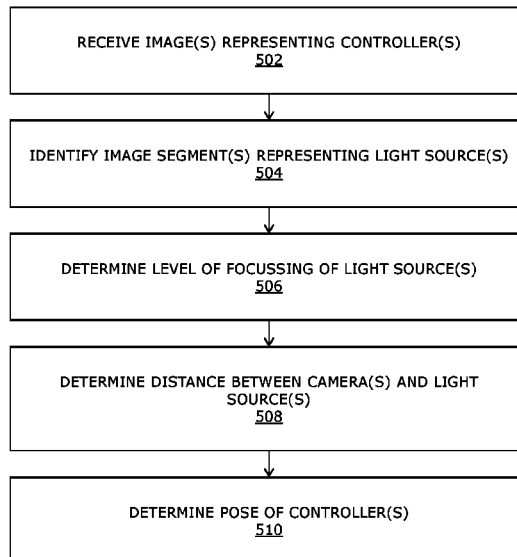 RECEIVE IMAGE(S) REPRESENTING CONTROLLER(S)
502
IDENTIFY IMAGE SEGMENT(S) REPRESENTING LIGHT SOURCE(S)
504
DETERMINE LEVEL OF FOCUSSING OF LIGHT SOURCE(S)
506
DETERMINE DISTANCE BETWEEN CAMERA(S) AND LIGHT
SOURCE(S)
508
DETERMINE POSE OF CONTROLLER(S)
510